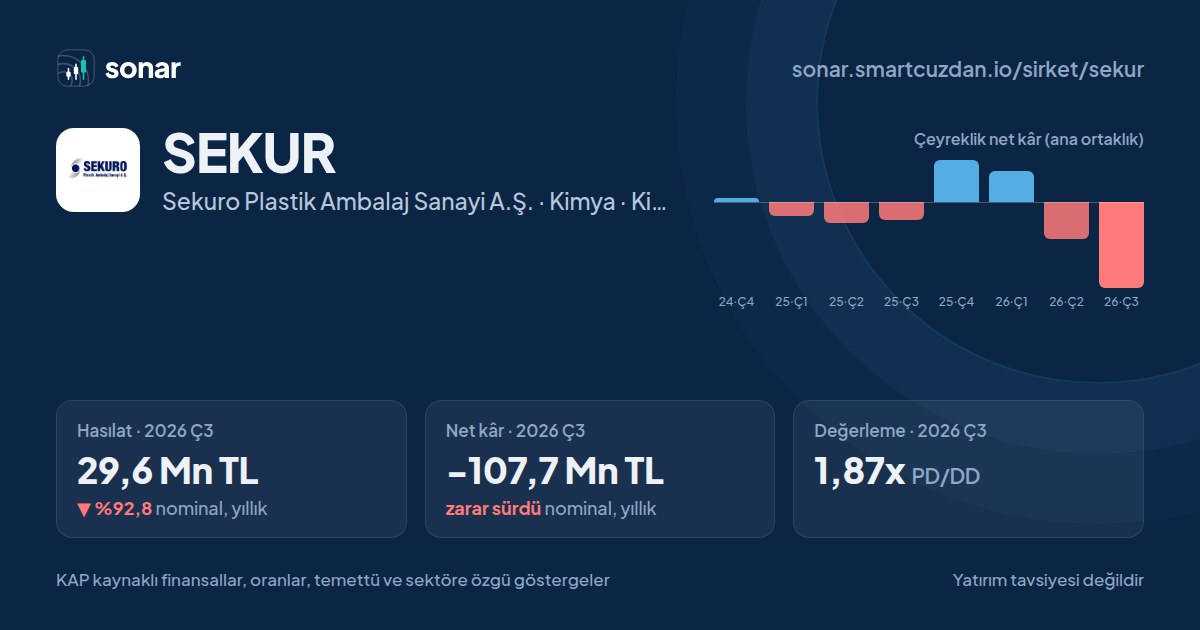 sonar
sonar.smartcuzdan.io/sirket/sekur
SEKURO
Plastik Ambalaj Sanayi A.Ş.
SEKUR
Sekuro Plastik Ambalaj Sanayi A.Ş. · Kimya · Ki...
Çeyreklik net kâr (ana ortaklık)
24-Ç4 25-Ç1 25-Ç2 25-Ç3 25-Ç4 26-Ç1 26-Ç2 26-Ç3
Hasılat · 2026 Ç3
29,6 Mn TL
▼ %92,8 nominal, yıllık
Net kâr · 2026 Ç3
−107,7 Mn TL
zarar sürdü nominal, yıllık
Değerleme · 2026 Ç3
1,87x PD/DD
KAP kaynaklı finansallar, oranlar, temettü ve sektöre özgü göstergeler
Yatırım tavsiyesi değildir